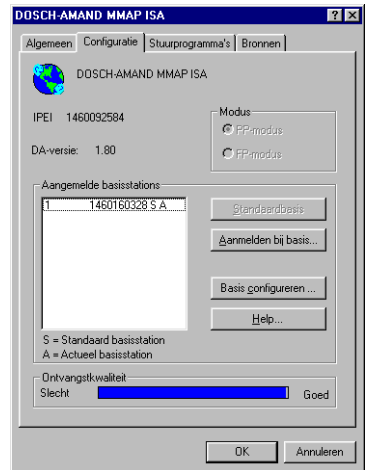 DOSCH-AMAND MMAP ISA
Algemeen Configuratie Stuurprogramma's Bronnen
DOSCH-AMAND MMAP ISA
IPEI 1460092584
DA-versie: 1.80
Modus
PP-modus
FP-modus
Aangemelde basisstations
1 1460160328 S A
Standaardbasis
Aanmelden bij basis...
Basis configureren ...
Help...
S = Standaard basisstation
A = Actueel basisstation
Ontvangstkwaliteit
Slecht Goed
OK Annuleren